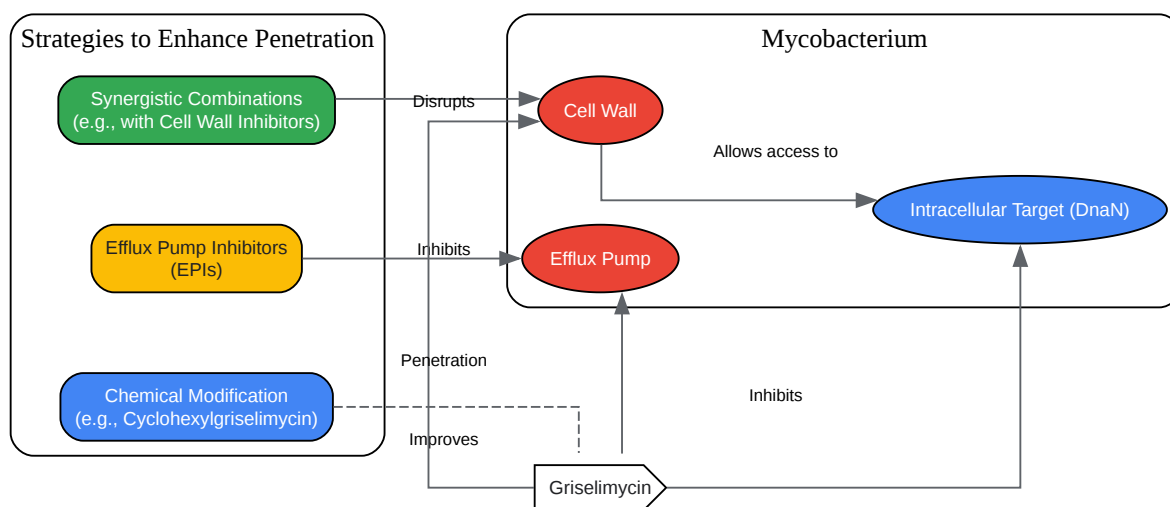 Strategies to Enhance Penetration
Mycobacterium
Synergistic Combinations
(e.g., with Cell Wall Inhibitors)
Disrupts
Cell Wall
Allows access to
Intracellular Target (DnaN)
Efflux Pump Inhibitors
(EPIs)
Inhibits
Efflux Pump
Penetration
Chemical Modification
(e.g., Cyclohexylgriselimycin)
Inhibits
Improves
Griselimycin